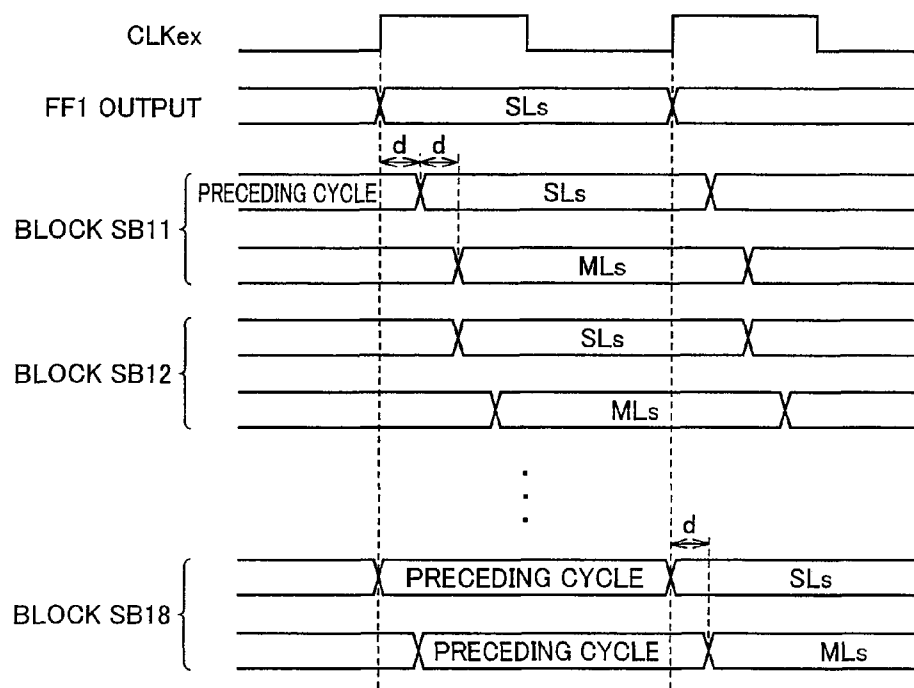 CLKex
FF1 OUTPUT
SLs
d d
BLOCK SB11
PRECEDING CYCLE
SLs
MLs
BLOCK SB12
SLs
MLs
d
BLOCK SB18
PRECEDING CYCLE
SLs
PRECEDING CYCLE
MLs